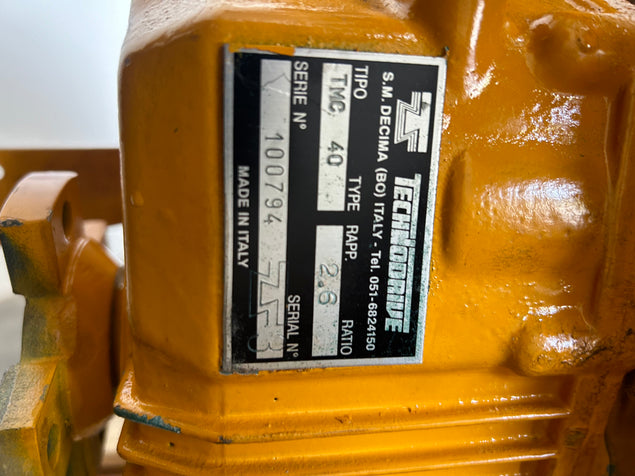 TECHNODRIVE
S.M. DECIMA (BO) ITALY - Tel. 051-6824150
TIPO TMC 40 TYPE RAPP. 2.6 RATIO
SERIE N° 100794 3 SERIAL N°
MADE IN ITALY